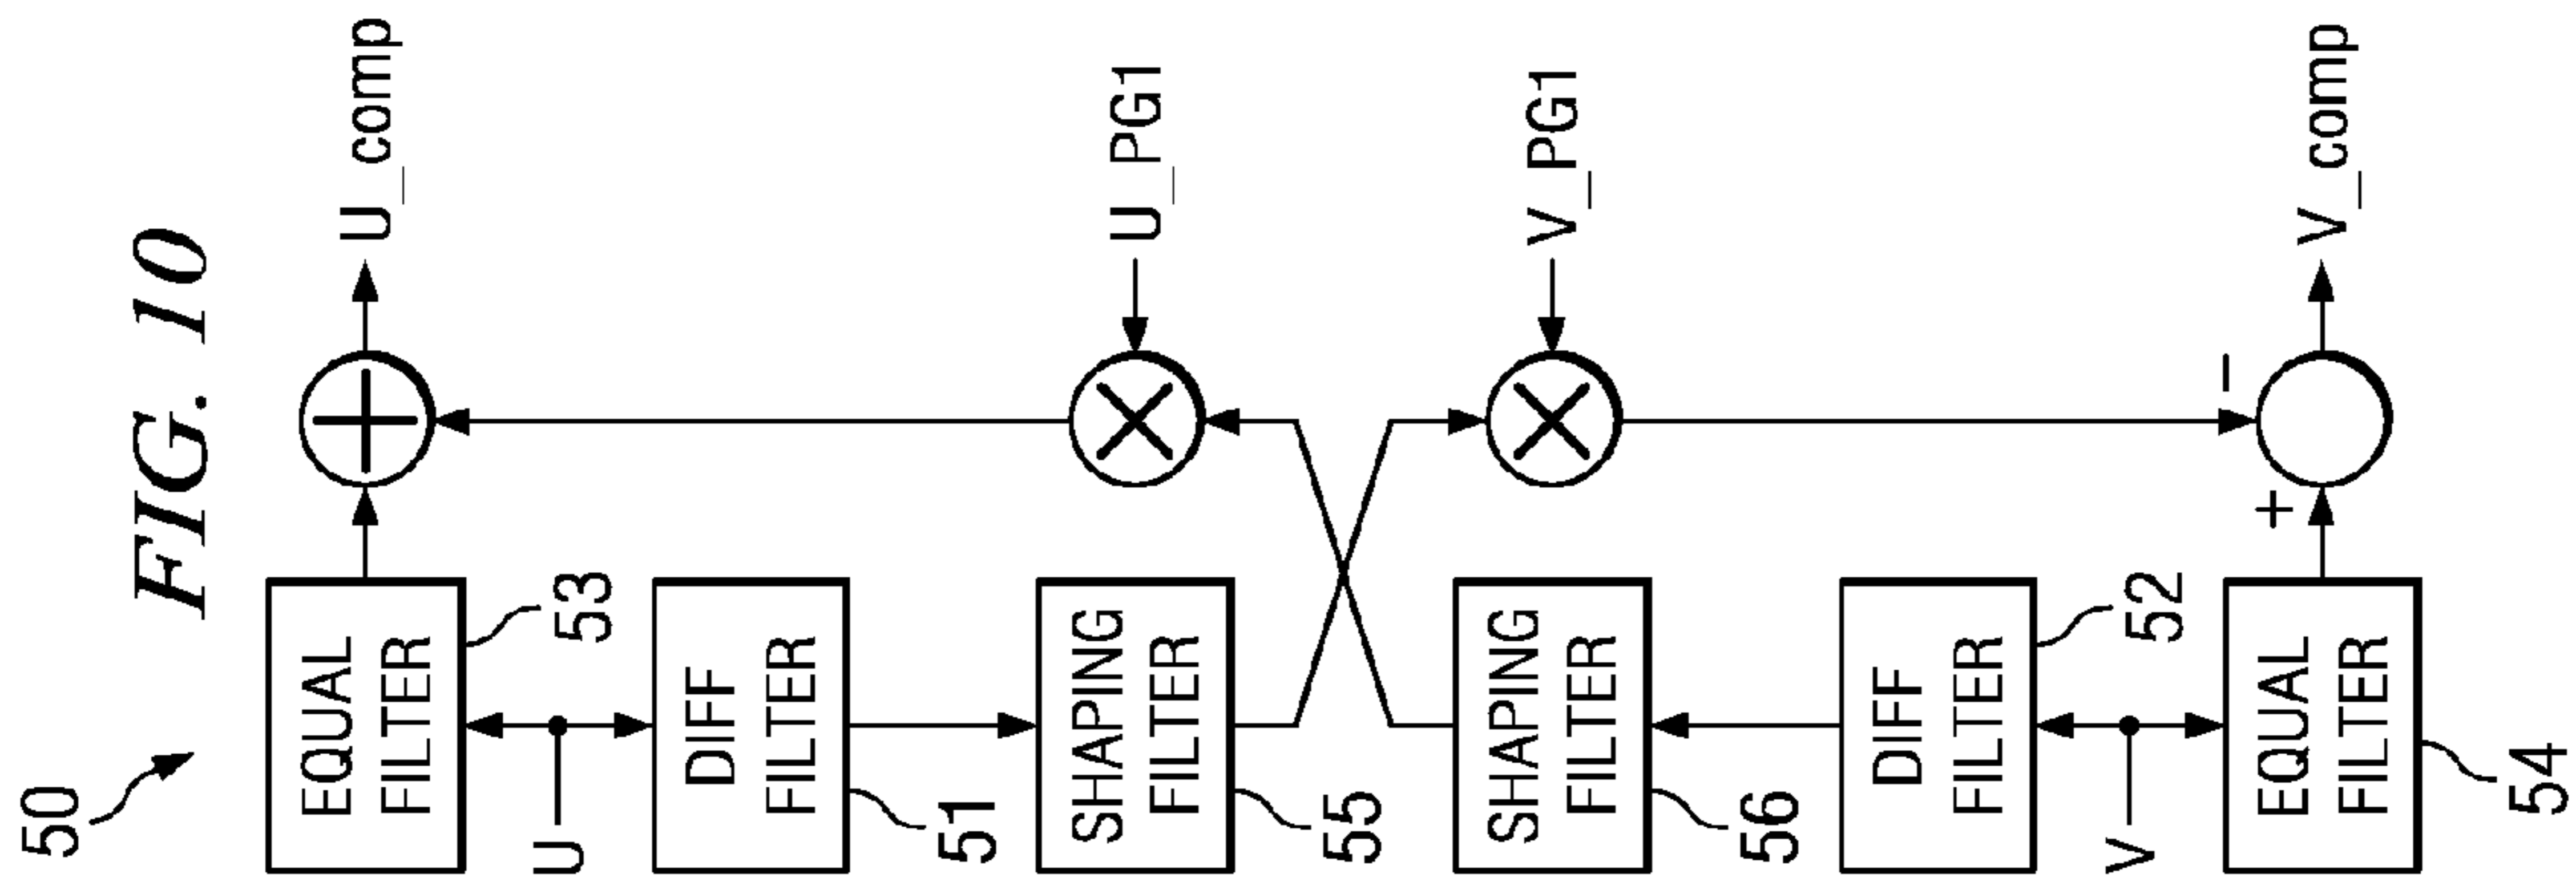 FIG. 10
50
EQUAL
FILTER
53
U
DIFF
FILTER
51
SHAPING
FILTER
55
SHAPING
FILTER
56
DIFF
FILTER
52
V
EQUAL
FILTER
54
+
-
U_comp
U_PG1
V_PG1
V_comp